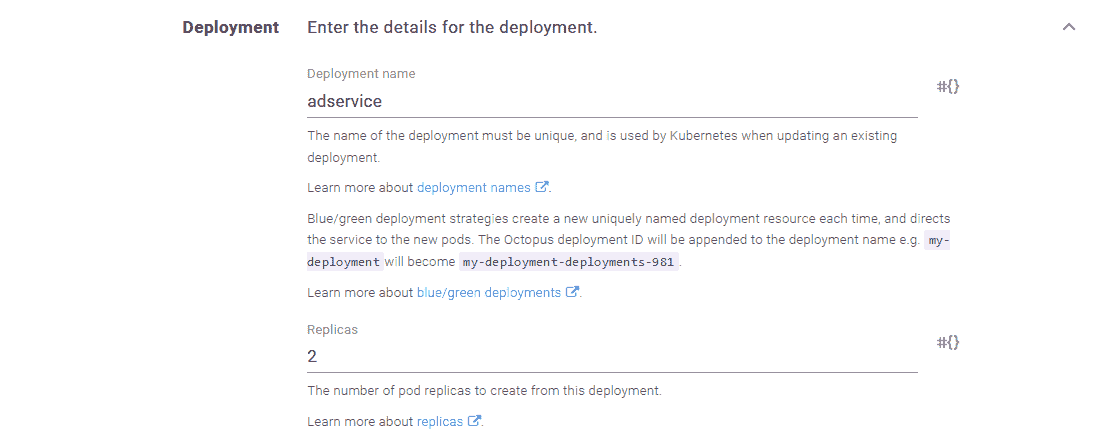 Deployment Enter the details for the deployment.
Deployment name
adservice
#{}
The name of the deployment must be unique, and is used by Kubernetes when updating an existing
deployment.
Learn more about deployment names.
Blue/green deployment strategies create a new uniquely named deployment resource each time, and directs
the service to the new pods. The Octopus deployment ID will be appended to the deployment name e.g. my-
deployment will become my-deployment-deployments-981.
Learn more about blue/green deployments.
Replicas
2
#{}
The number of pod replicas to create from this deployment.
Learn more about replicas.